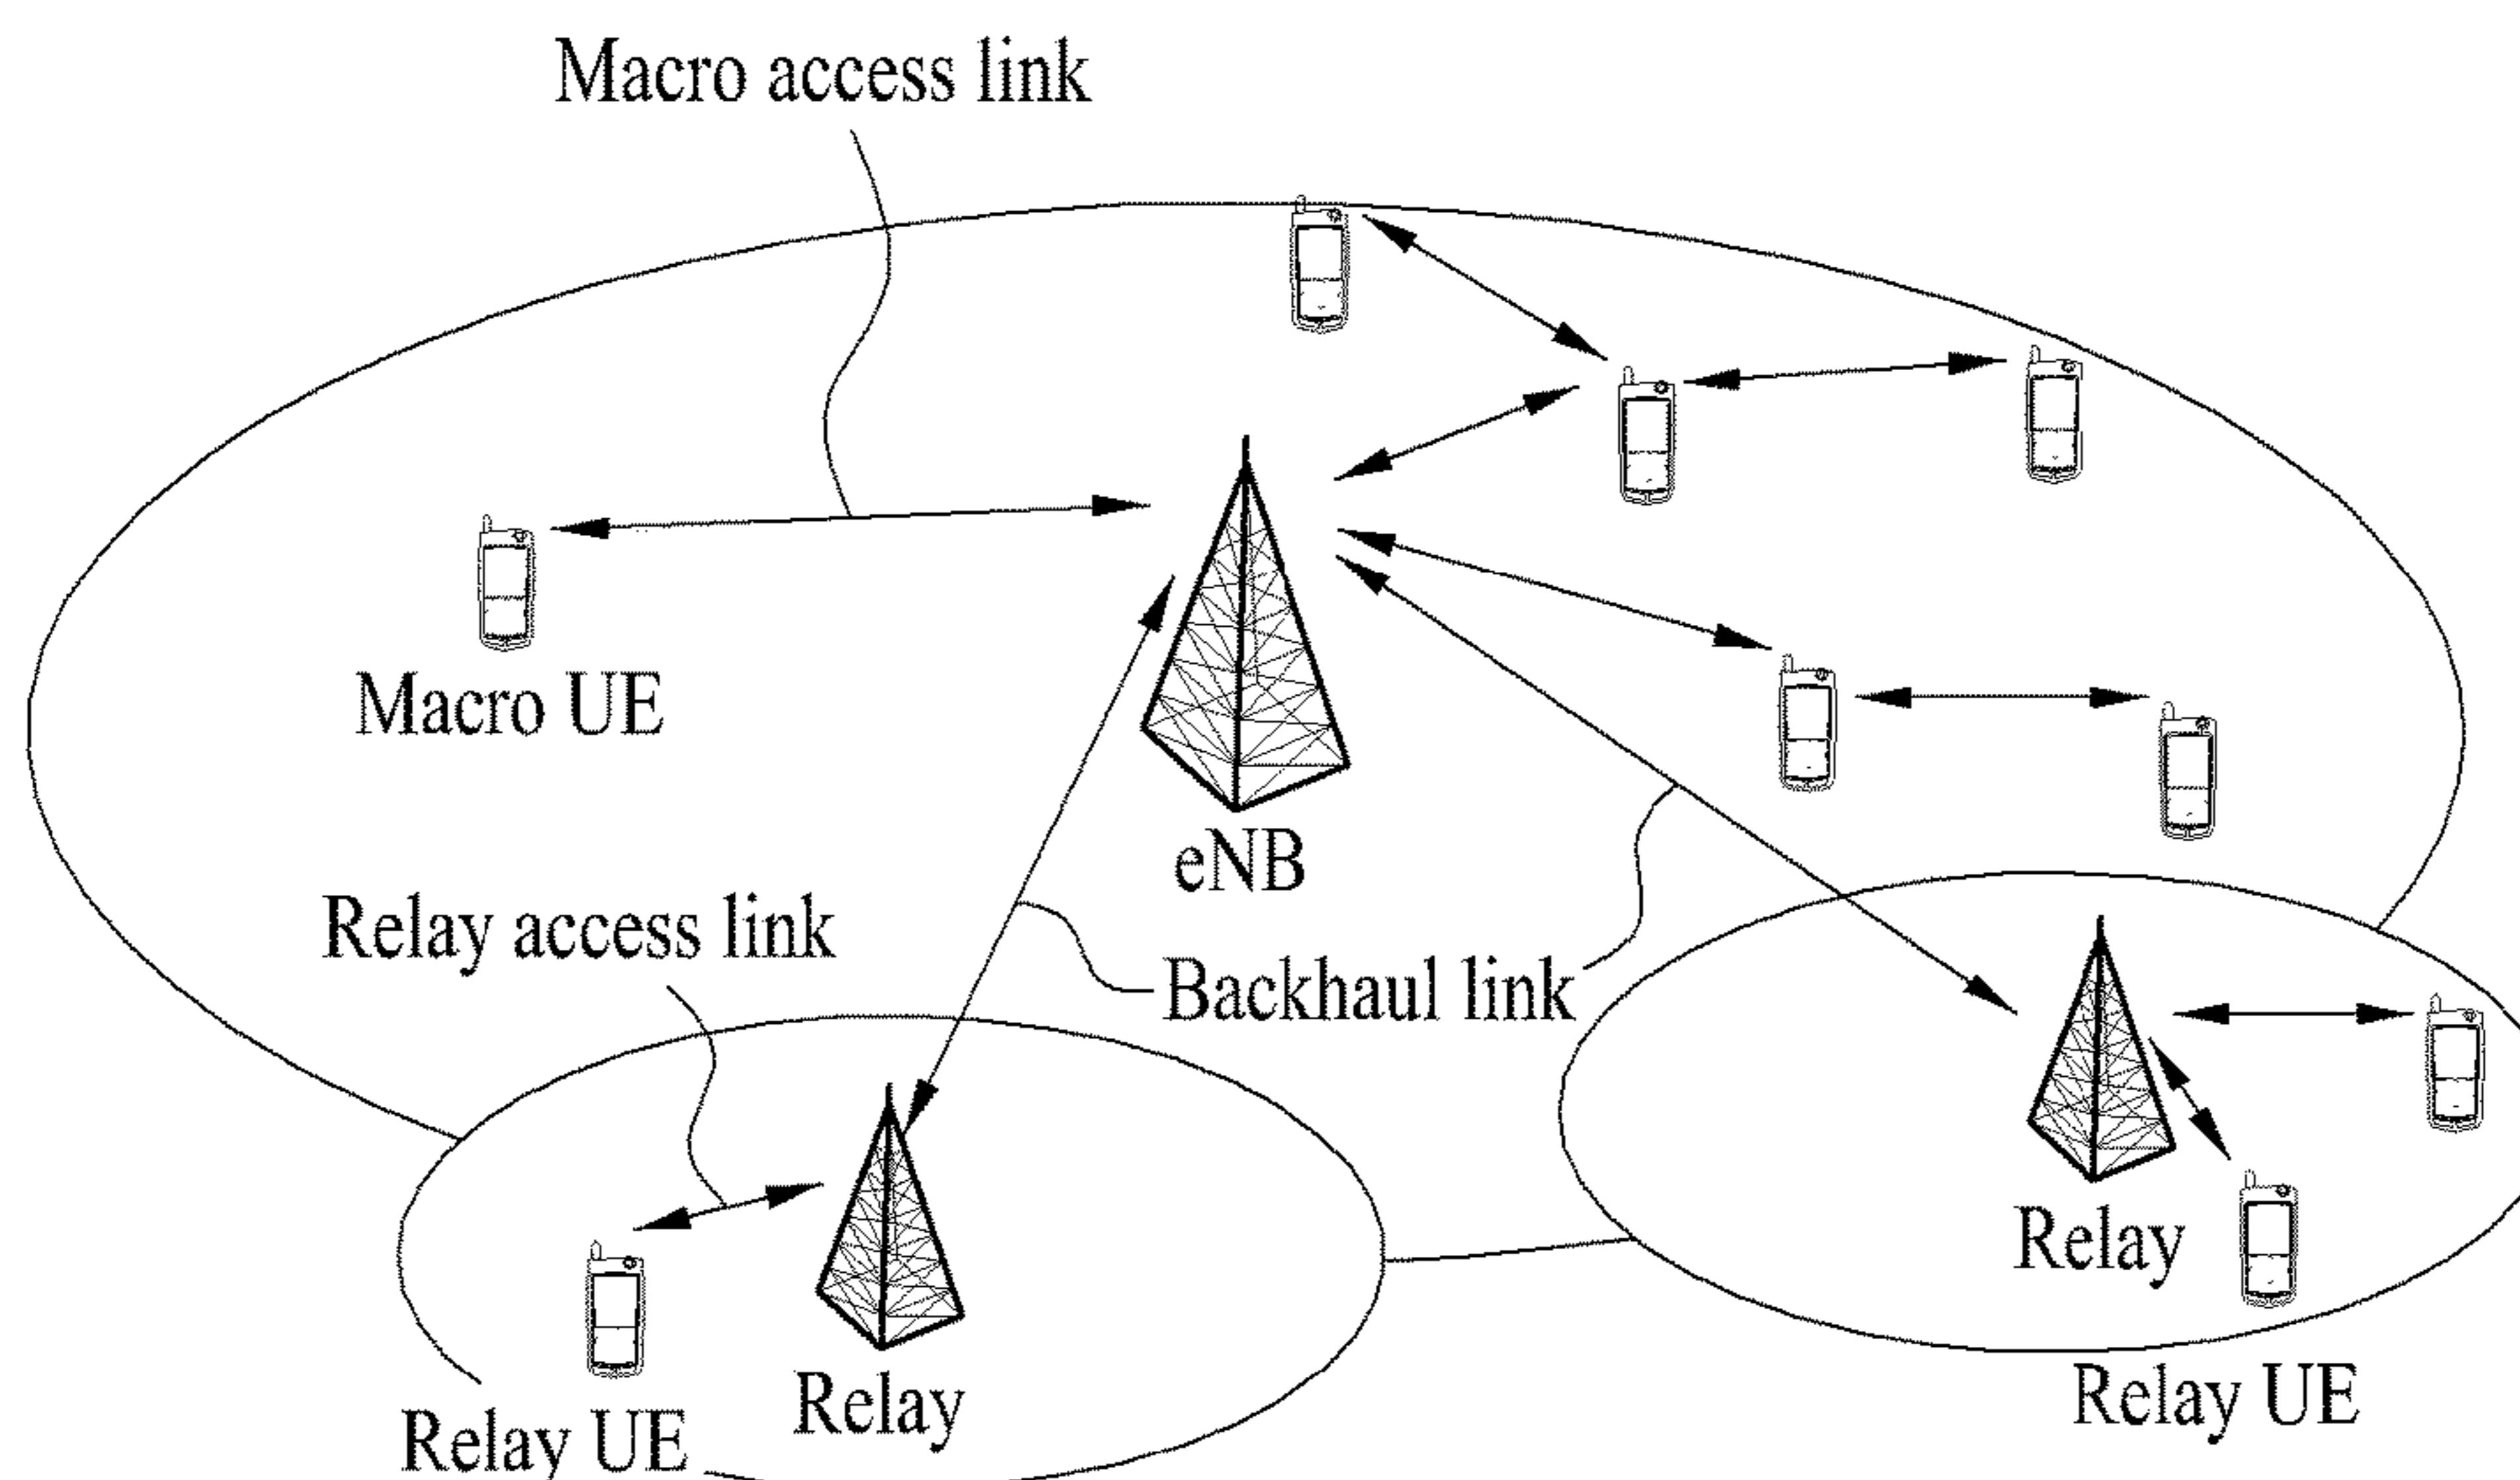 Macro access link
Macro UE
eNB
Relay access link
Backhaul link
Relay
Relay UE
Relay
Relay UE